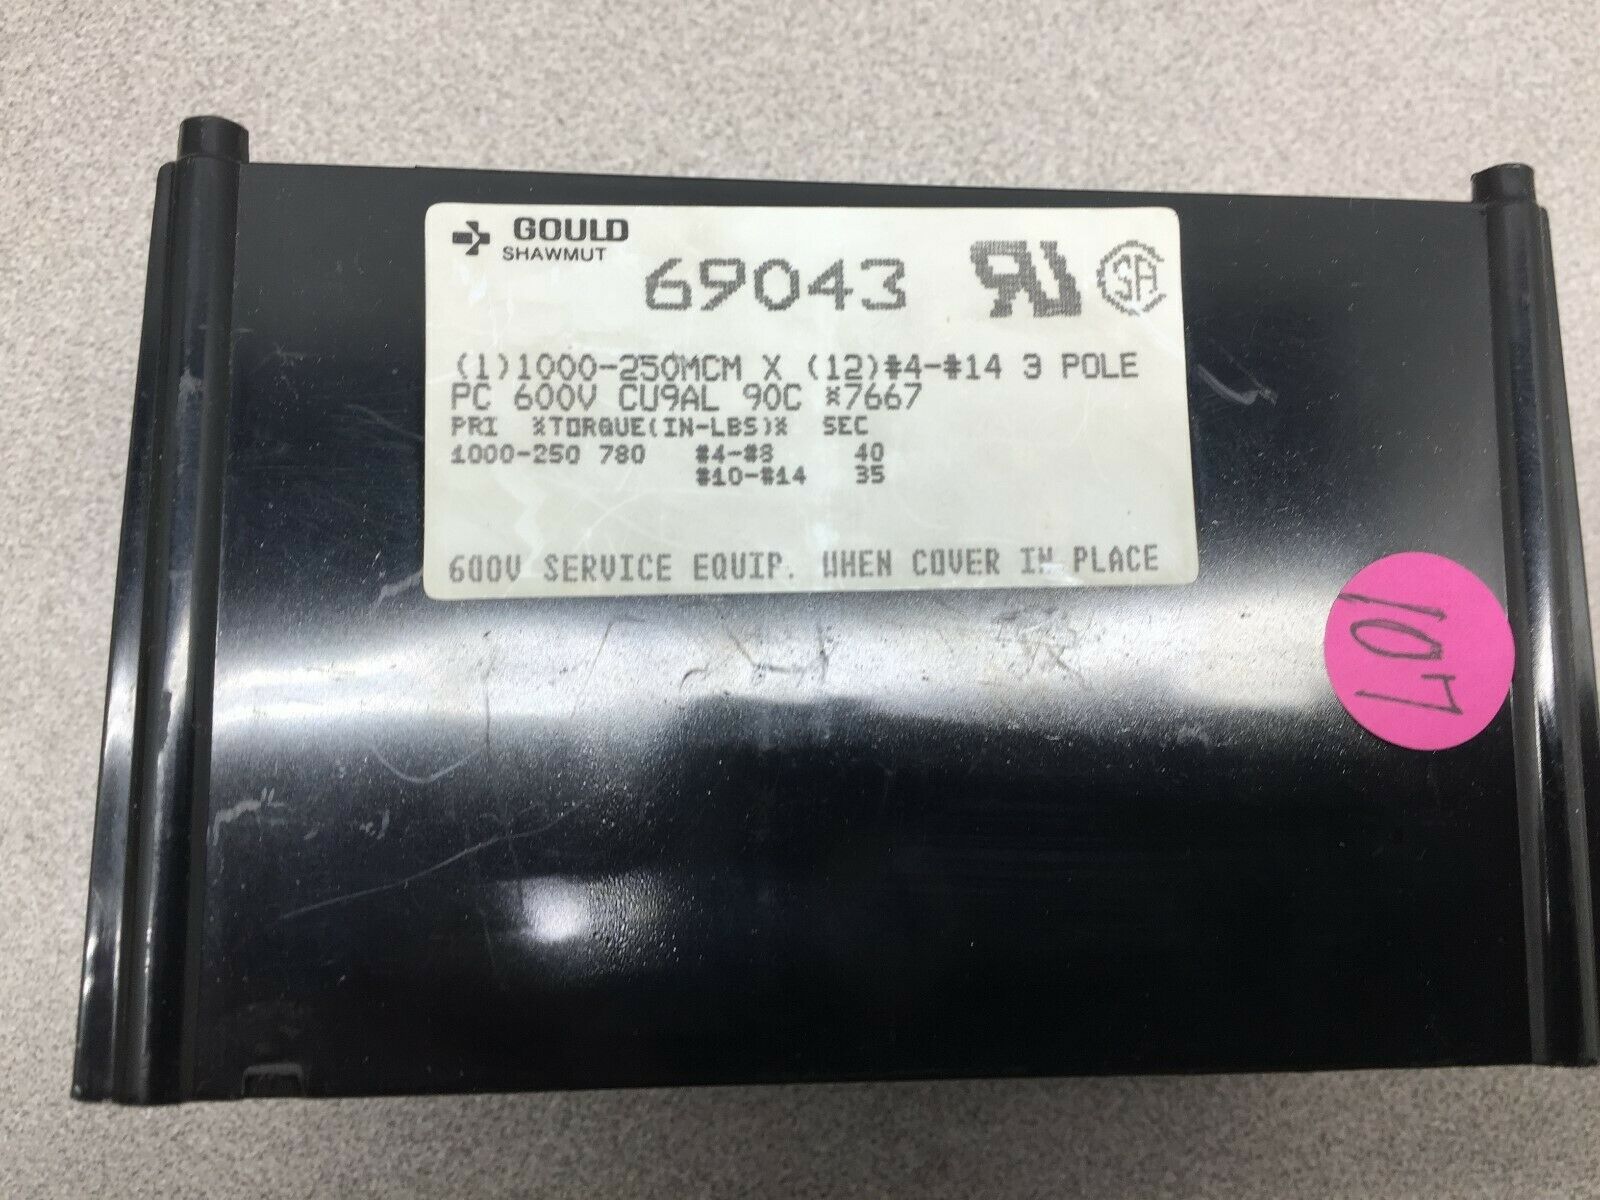 GOULD
SHAWMUT
69043
RU
SA
(1)1000-250MCM X (12)#4-#14 3 POLE
PC 600V CU9AL 90C *7667
PRI *TORQUE(IN-LBS)* SEC
1000-250 780 #4-#8 40
#10-#14 35
600V SERVICE EQUIP. WHEN COVER IN PLACE
107